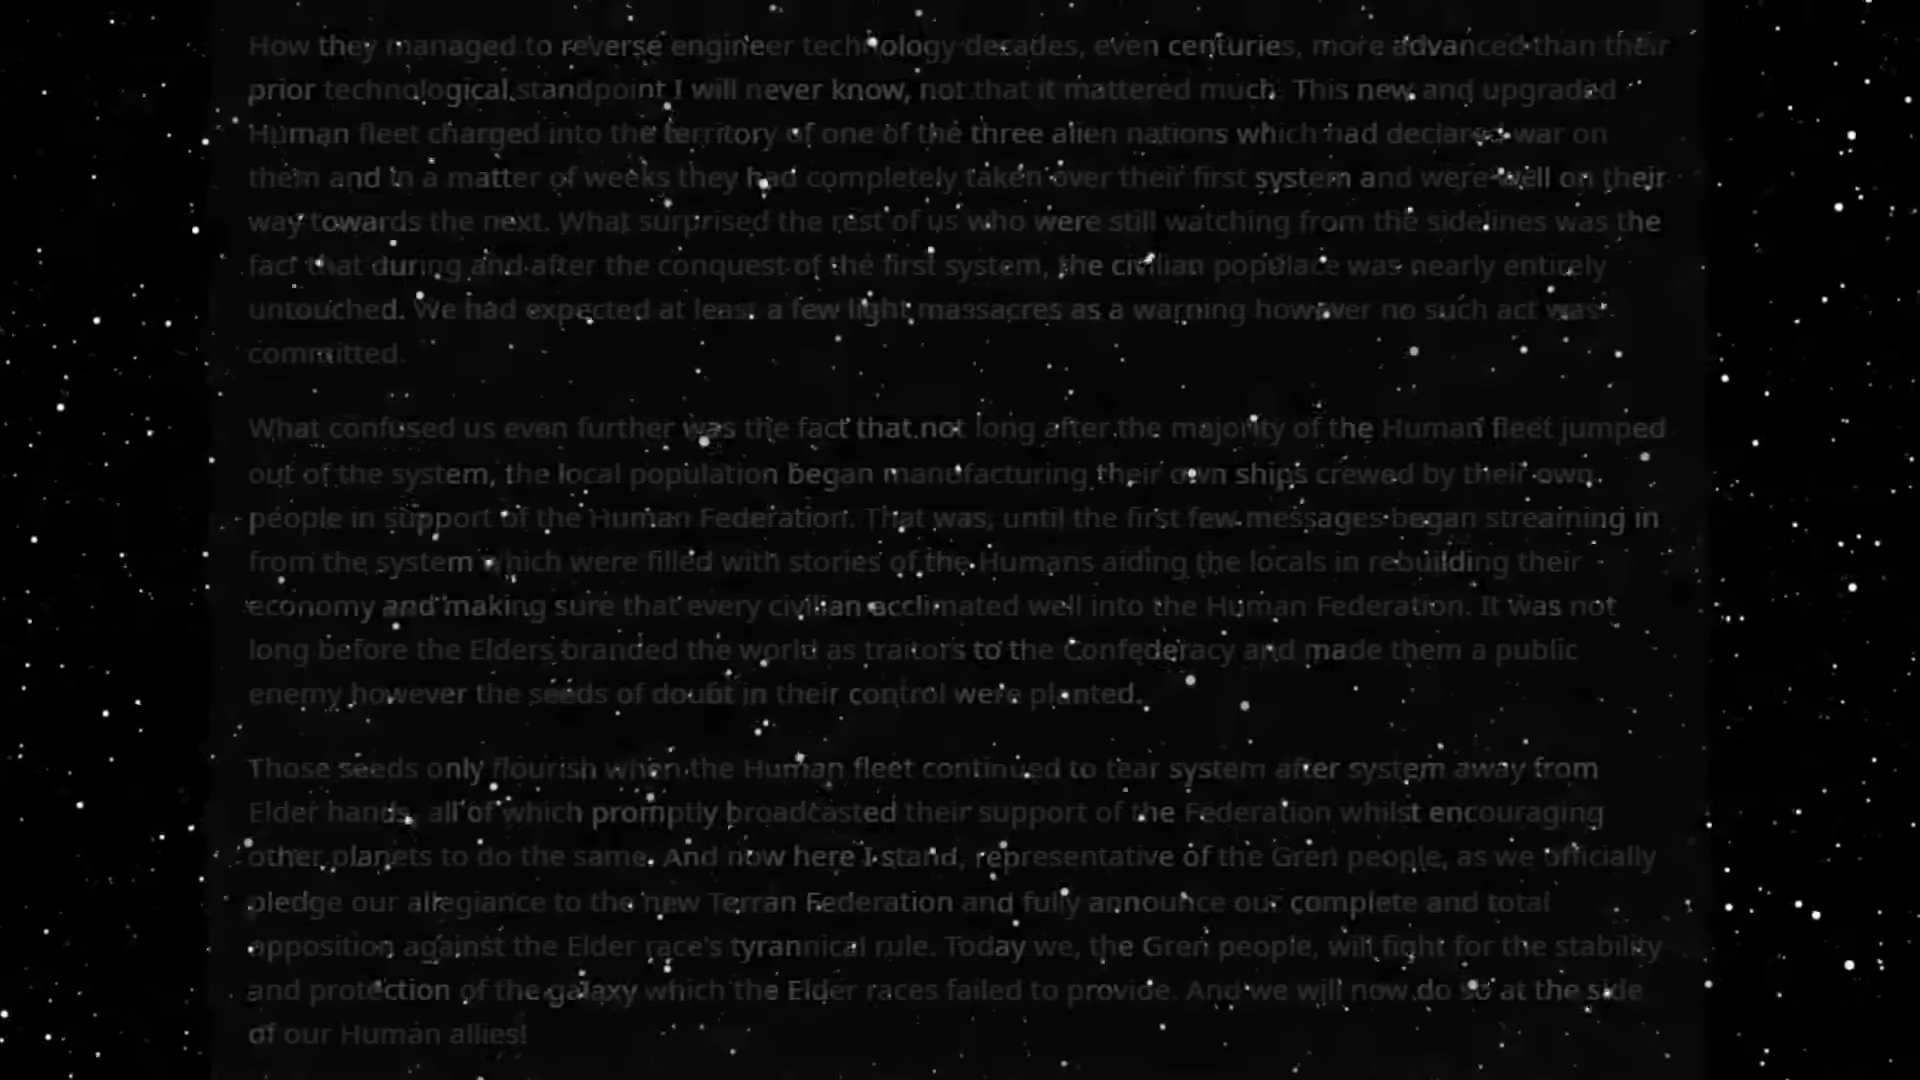 How they managed to reverse engineer technology decades, even centuries, more advanced than their
prior technological standpoint I will never know, not that it mattered much. This new and upgraded
Human fleet charged into the territory of one of the three alien nations which had declared war on
them and in a matter of weeks they had completely taken over their first system and were well on their
way towards the next. What surprised the rest of us who were still watching from the sidelines was the
fact that during and after the conquest of the first system, the civilian populace was nearly entirely
untouched. We had expected at least a few light massacres as a warning however no such act was
committed.
What confused us even further was the fact that not long after the majority of the Human fleet jumped
out of the system, the local population began manufacturing their own ships crewed by their own
people in support of the Human Federation. That was, until the first few messages began streaming in
from the system which were filled with stories of the Humans aiding the locals in rebuilding their
economy and making sure that every civilian acclimated well into the Human Federation. It was not
long before the Elders branded the world as traitors to the Confederacy and made them a public
enemy however the seeds of doubt in their control were planted.
Those seeds only flourish when the Human fleet continued to tear system after system away from
Elder hands, all of which promptly broadcasted their support of the Federation whilst encouraging
other planets to do the same. And now here I stand, representative of the Gren people, as we officially
pledge our allegiance to the new Terran Federation and fully announce our complete and total
opposition against the Elder race's tyrannical rule. Today we, the Gren people, will fight for the stability
and protection of the galaxy which the Elder races failed to provide. And we will now do so at the side
of our Human allies!